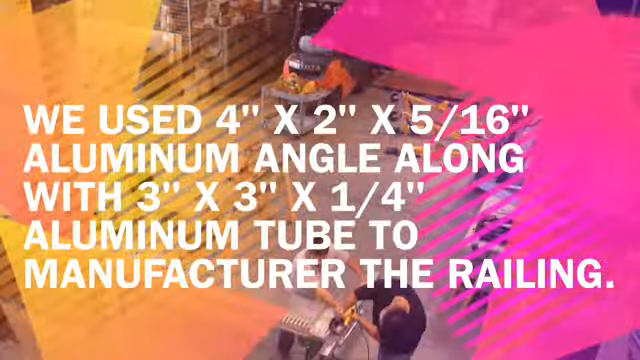 WE USED 4" X 2" X 5/16"
ALUMINUM ANGLE ALONG
WITH 3" X 3" X 1/4"
ALUMINUM TUBE TO
MANUFACTURER THE RAILING.